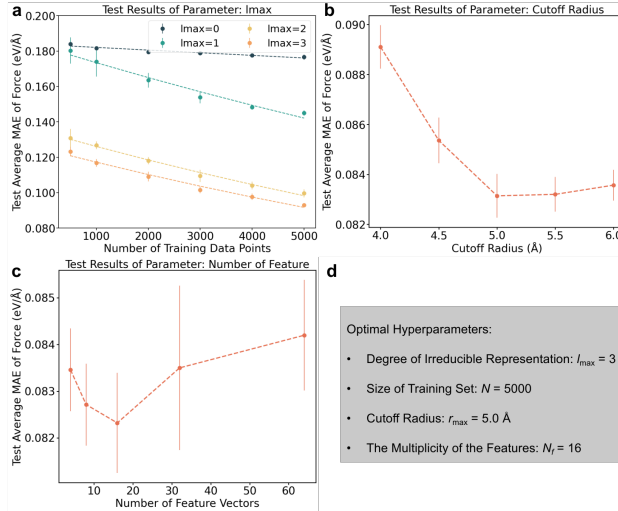 a
Test Results of Parameter: lmax
lmax=0
lmax=2
lmax=1
lmax=3
Test Average MAE of Force (eV/Å)
0.200
0.180
0.160
0.140
0.120
0.100
0.080
1000
2000
3000
4000
5000
Number of Training Data Points
b
Test Results of Parameter: Cutoff Radius
Test Average MAE of Force (eV/Å)
0.090
0.088
0.086
0.084
0.082
4.0
4.5
5.0
5.5
6.0
Cutoff Radius (Å)
c
Test Results of Parameter: Number of Feature
Test Average MAE of Force (eV/Å)
0.085
0.084
0.083
0.082
10
20
30
40
50
60
Number of Feature Vectors
d
Optimal Hyperparameters:
• Degree of Irreducible Representation: lmax = 3
• Size of Training Set: N = 5000
• Cutoff Radius: rmax = 5.0 Å
• The Multiplicity of the Features: Nf = 16